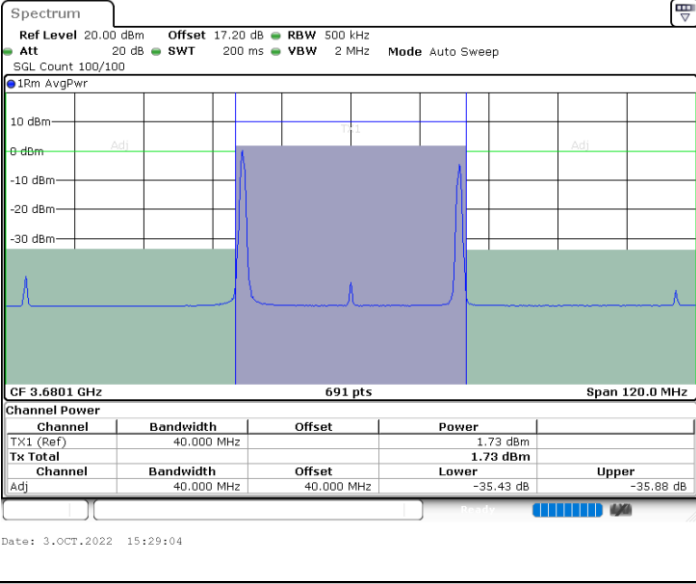 Spectrum
Ref Level 20.00 dBm Offset 17.20 dB RBW 500 kHz
Att 20 dB SWT 200 ms VBW 2 MHz Mode Auto Sweep
SGL Count 100/100
1Rm AvgPwr
10 dBm
Adj TX1 Adj
0 dBm
-10 dBm
-20 dBm
-30 dBm
CF 3.6801 GHz 691 pts Span 120.0 MHz
Channel Power
Channel Bandwidth Offset Power
TX1 (Ref) 40.000 MHz 1.73 dBm
Tx Total 1.73 dBm
Channel Bandwidth Offset Lower Upper
Adj 40.000 MHz 40.000 MHz -35.43 dB -35.88 dB
Ready
Date: 3.OCT.2022 15:29:04